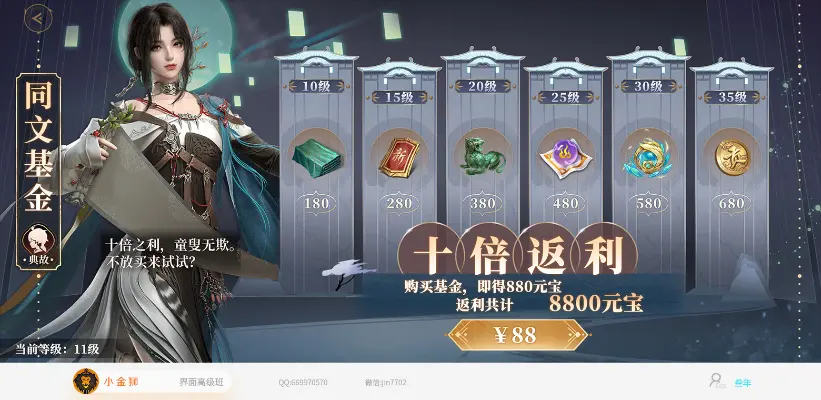 同文基金
·典故·
10级
15级
20级
25级
30级
35级
180
280
380
480
580
680
十倍之利，童叟无欺。
不放买来试试？
十倍返利
购买基金，即得880元宝
返利共计 8800元宝
¥88
当前等级：11级
小金狮 界面高级班 QQ:669970570 微信:jin7702
些年